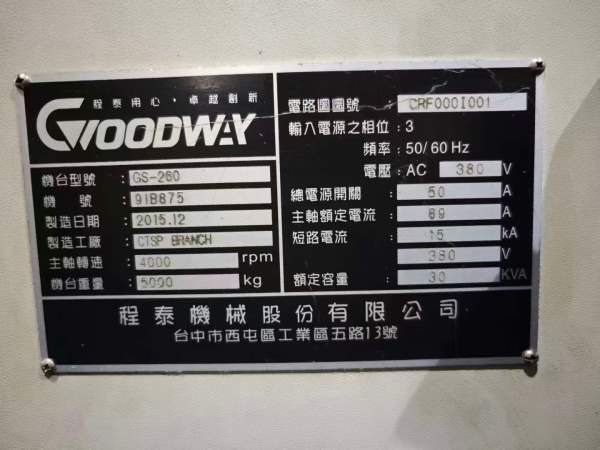 程泰用心，卓越創新
GOODWAY
機台型號：GS-260
機號：91B875
製造日期：2015.12
製造工廠：CTSP BRANCH
主軸轉速：4000 rpm
機台重量：5000 kg
電路圖圖號：CRF000I001
輸入電源之相位：3
頻率：50/60 Hz
電壓：AC 380 V
總電源開關：50 A
主軸額定電流：69 A
短路電流：15 kA
380 V
額定容量：30 KVA
程泰機械股份有限公司
台中市西屯區工業區五路13號